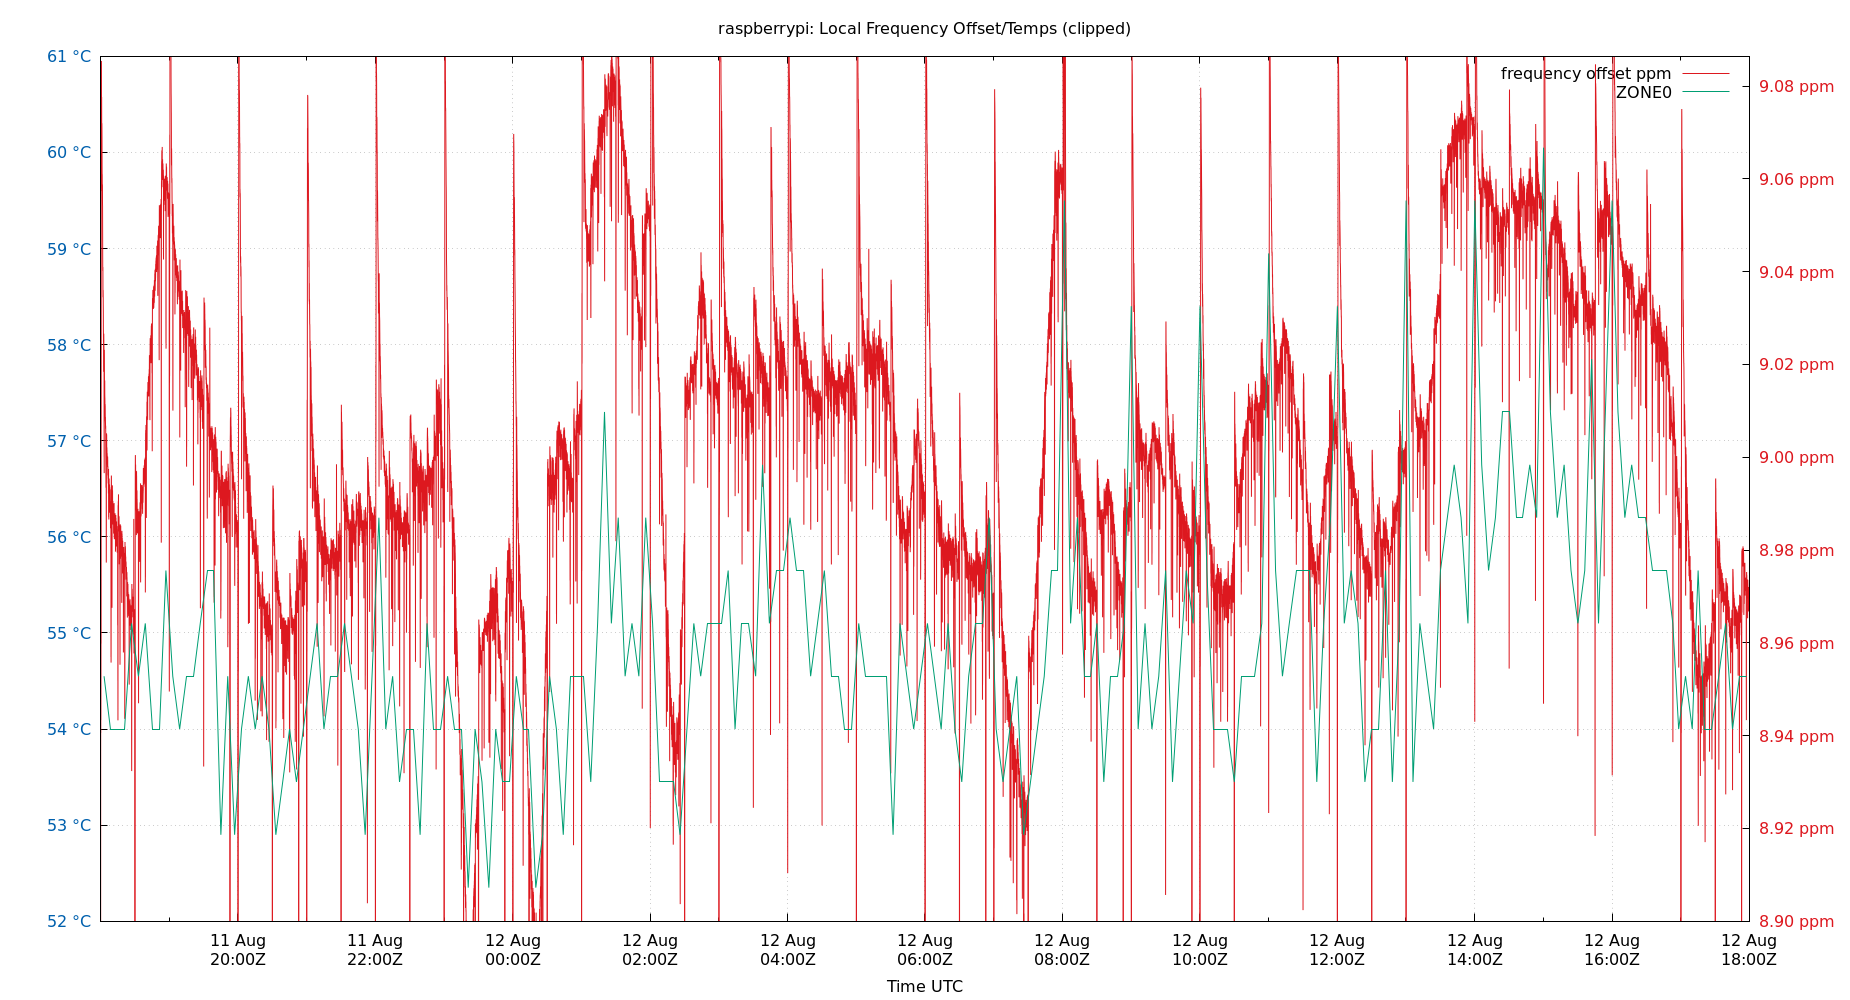 raspberrypi: Local Frequency Offset/Temps (clipped)
frequency offset ppm
ZONE0
61 °C
60 °C
59 °C
58 °C
57 °C
56 °C
55 °C
54 °C
53 °C
52 °C
9.08 ppm
9.06 ppm
9.04 ppm
9.02 ppm
9.00 ppm
8.98 ppm
8.96 ppm
8.94 ppm
8.92 ppm
8.90 ppm
11 Aug
20:00Z
11 Aug
22:00Z
12 Aug
00:00Z
12 Aug
02:00Z
12 Aug
04:00Z
12 Aug
06:00Z
12 Aug
08:00Z
12 Aug
10:00Z
12 Aug
12:00Z
12 Aug
14:00Z
12 Aug
16:00Z
12 Aug
18:00Z
Time UTC